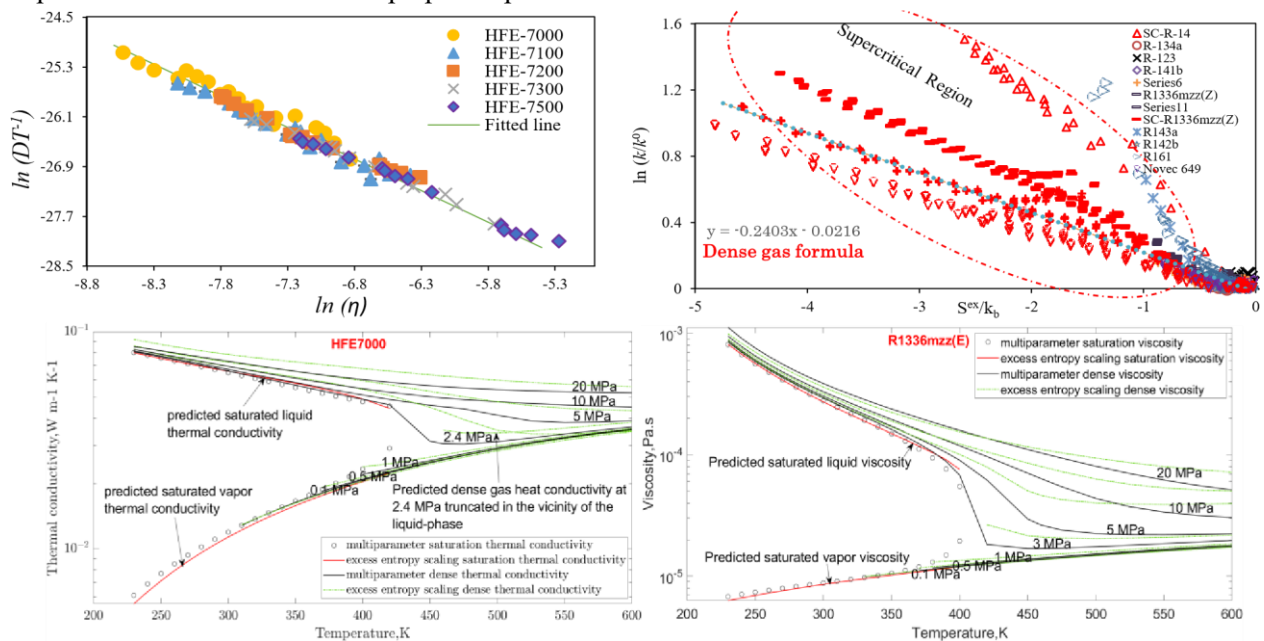 -24.5
-25.3
-26.1
-26.9
-27.7
-28.5
ln (DT⁻¹)
-8.8 -8.3 -7.8 -7.3 -6.8 -6.3 -5.8 -5.3
ln (η)
HFE-7000
HFE-7100
HFE-7200
HFE-7300
HFE-7500
Fitted line
1.6
1.2
0.8
0.4
0
ln (k/k⁰)
Supercritical Region
SC-R-14
R-134a
R-123
R-141b
Series6
R1336mzz(Z)
Series11
SC-R1336mzz(Z)
R143a
R142b
R161
Novec 649
y = -0.2403x - 0.0216
Dense gas formula
-5 -4 -3 -2 -1 0
Sᵉˣ/k_b
10⁻¹
10⁻²
Thermal conductivity,W m-1 K-1
HFE7000
20 MPa
10 MPa
5 MPa
predicted saturated liquid
thermal conductivity
2.4 MPa
1 MPa
0.5 MPa
0.1 MPa
predicted saturated vapor
thermal conductivity
Predicted dense gas heat conductivity at
2.4 MPa truncated in the vicinity of the
liquid-phase
multiparameter saturation thermal conductivity
excess entropy scaling saturation thermal conductivity
multiparameter dense thermal conductivity
excess entropy scaling dense thermal conductivity
200 250 300 350 400 450 500 550 600
Temperature,K
10⁻³
10⁻⁴
10⁻⁵
Viscosity,Pa.s
R1336mzz(E)
multiparameter saturation viscosity
excess entropy scaling saturation viscosity
multiparameter dense viscosity
excess entropy scaling dense viscosity
Predicted saturated liquid viscosity
20 MPa
10 MPa
5 MPa
3 MPa
1 MPa
0.5 MPa
0.1 MPa
Predicted saturated vapor viscosity
200 250 300 350 400 450 500 550 600
Temperature,K